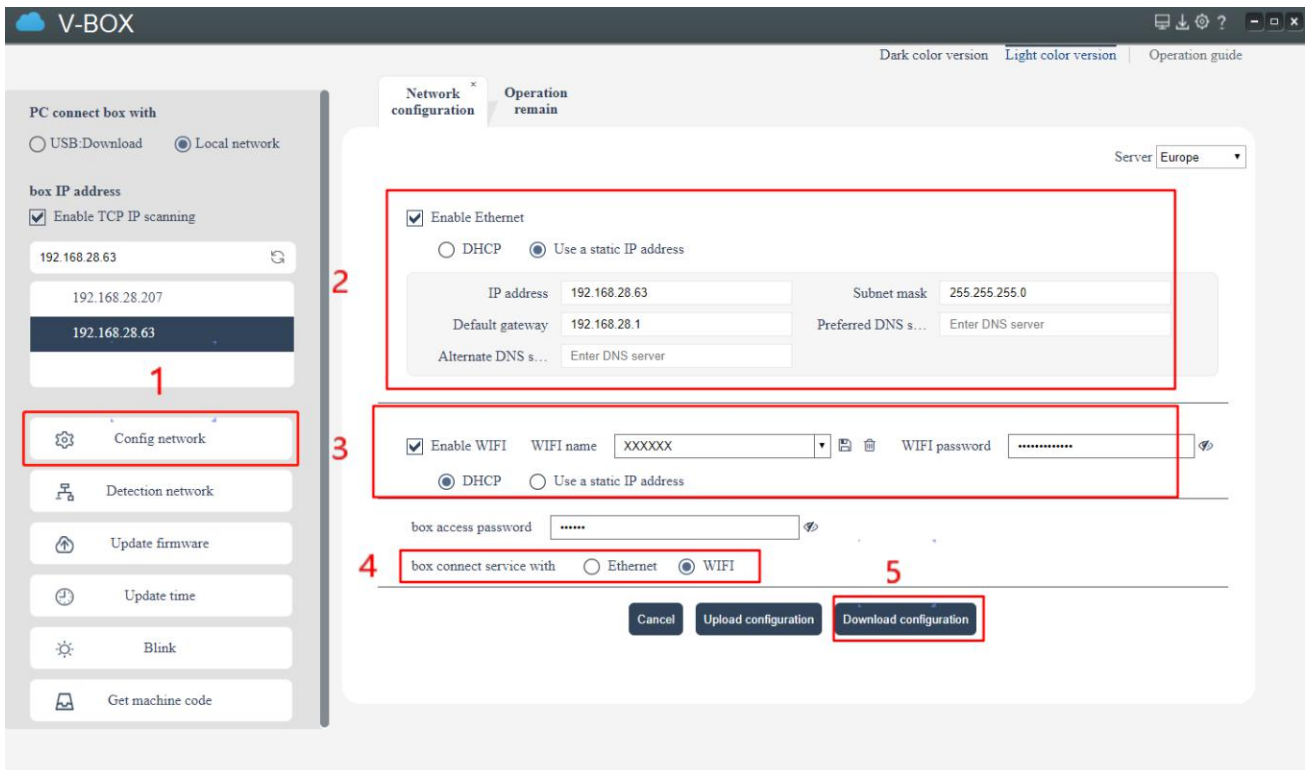 V-BOX
?
Dark color version Light color version Operation guide
Network configuration
Operation remain
PC connect box with
USB:Download Local network
Server Europe
box IP address
Enable TCP IP scanning
192.168.28.63
192.168.28.207
192.168.28.63
1
Config network
Detection network
Update firmware
Update time
Blink
Get machine code
2
Enable Ethernet
DHCP Use a static IP address
IP address 192.168.28.63 Subnet mask 255.255.255.0
Default gateway 192.168.28.1 Preferred DNS s... Enter DNS server
Alternate DNS s... Enter DNS server
3
Enable WIFI WIFI name XXXXXX WIFI password •••••••••••••
DHCP Use a static IP address
box access password ••••••
4
box connect service with Ethernet WIFI
5
Cancel Upload configuration Download configuration